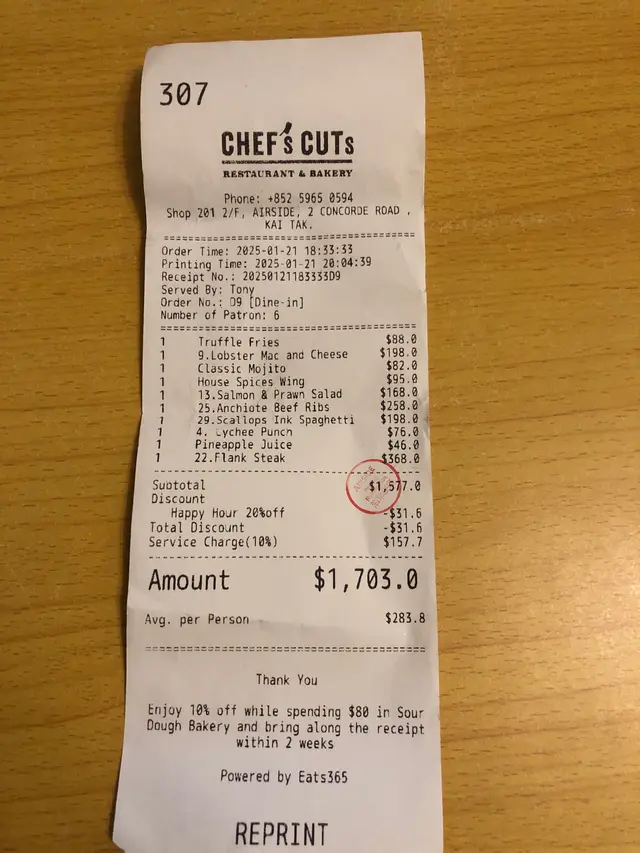 307
CHEF's CUTs
RESTAURANT & BAKERY
Phone: +852 5965 0594
Shop 201 2/F, AIRSIDE, 2 CONCORDE ROAD ,
KAI TAK,
Order Time: 2025-01-21 18:33:33
Printing Time: 2025-01-21 20:04:39
Receipt No.: 20250121183333D9
Served By: Tony
Order No.: D9 [Dine-in]
Number of Patron: 6
1 Truffle Fries $88.0
1 9.Lobster Mac and Cheese $198.0
1 Classic Mojito $82.0
1 House Spices Wing $95.0
1 13.Salmon & Prawn Salad $168.0
1 25.Anchiote Beef Ribs $258.0
1 29.Scallops Ink Spaghetti $198.0
1 4. Lychee Punch $76.0
1 Pineapple Juice $46.0
1 22.Flank Steak $368.0
Subtotal $1,577.0
Discount
Happy Hour 20%off -$31.6
Total Discount -$31.6
Service Charge(10%) $157.7
Amount $1,703.0
Avg. per Person $283.8
Thank You
Enjoy 10% off while spending $80 in Sour
Dough Bakery and bring along the receipt
within 2 weeks
Powered by Eats365
REPRINT